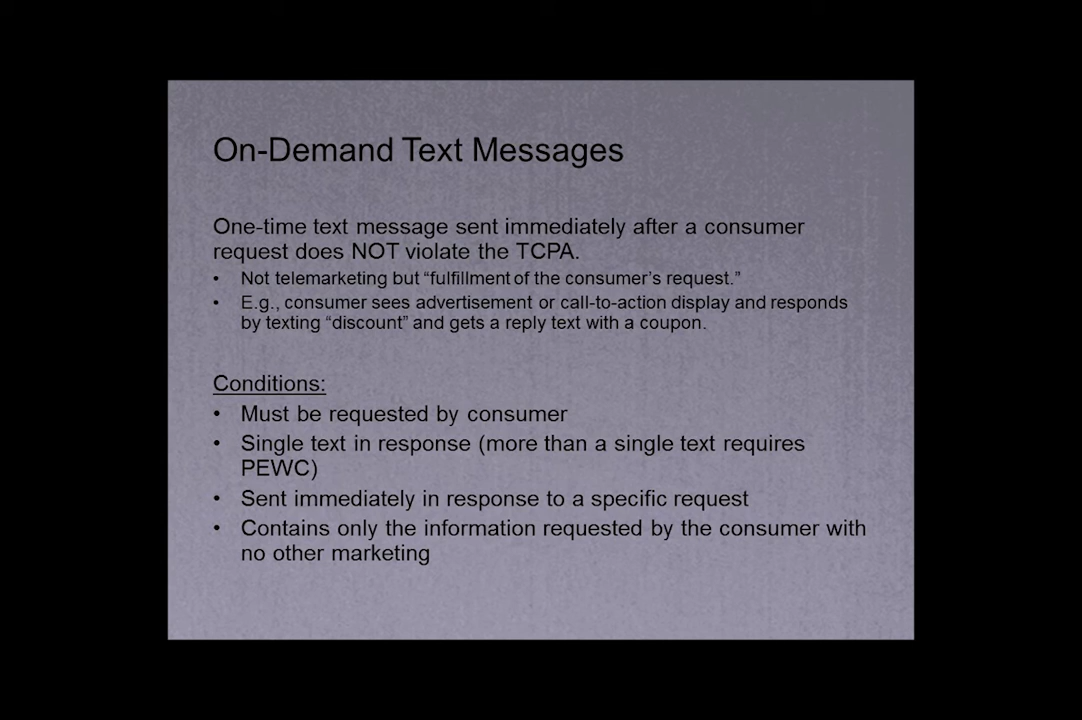 On-Demand Text Messages
One-time text message sent immediately after a consumer
request does NOT violate the TCPA.
• Not telemarketing but “fulfillment of the consumer’s request.”
• E.g., consumer sees advertisement or call-to-action display and responds
by texting “discount” and gets a reply text with a coupon.
Conditions:
• Must be requested by consumer
• Single text in response (more than a single text requires
PEWC)
• Sent immediately in response to a specific request
• Contains only the information requested by the consumer with
no other marketing